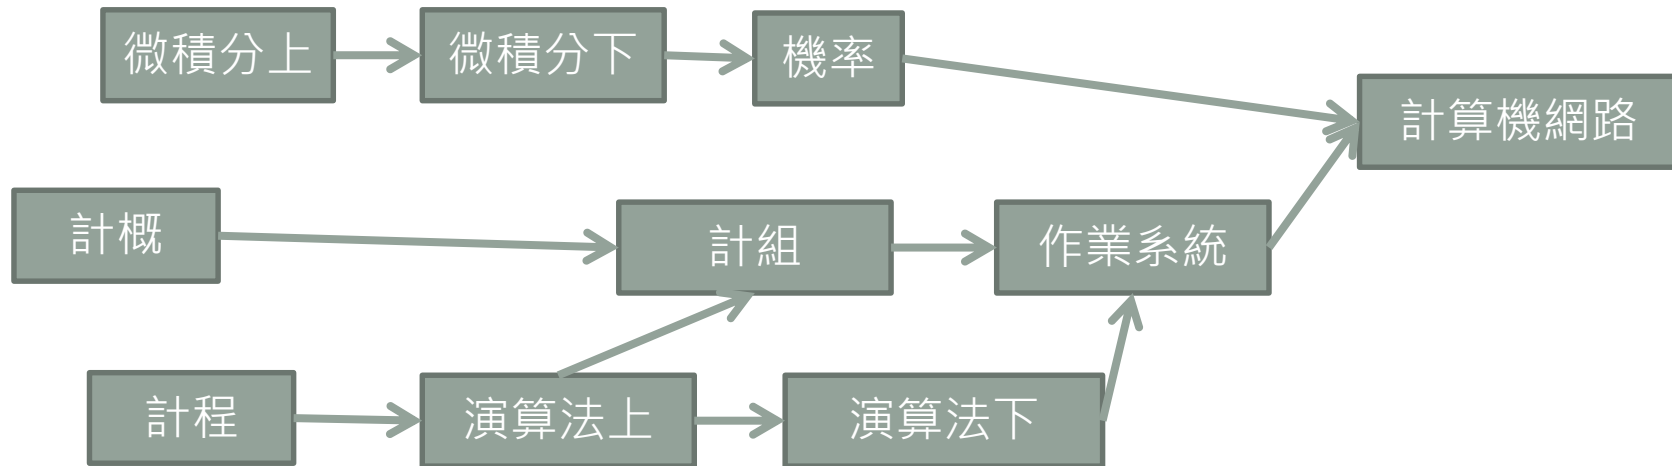 微積分上
微積分下
機率
計算機網路
計概
計組
作業系統
計程
演算法上
演算法下